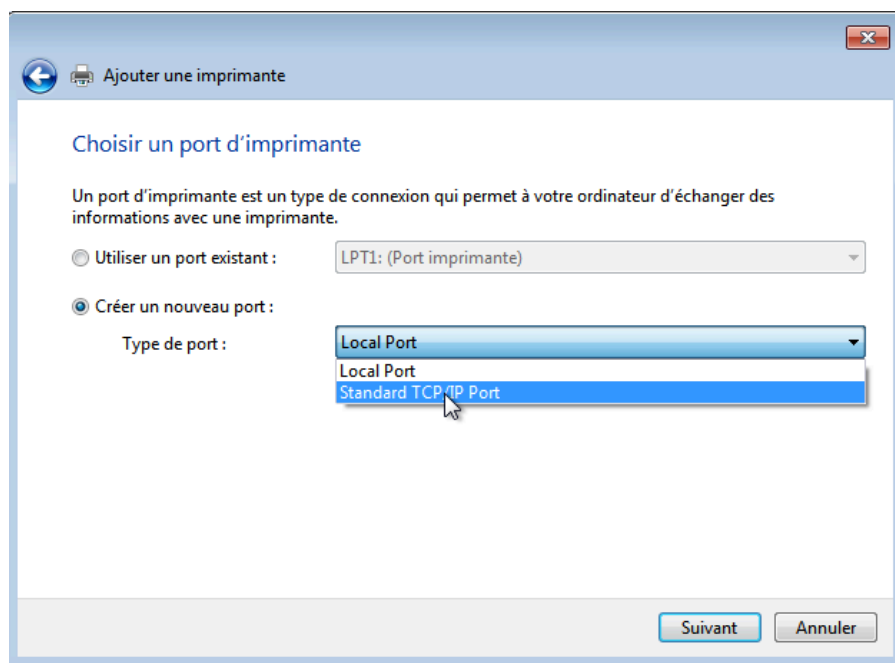 Ajouter une imprimante
Choisir un port d’imprimante
Un port d’imprimante est un type de connexion qui permet à votre ordinateur d’échanger des
informations avec une imprimante.
Utiliser un port existant :
LPT1: (Port imprimante)
Créer un nouveau port :
Type de port :
Local Port
Local Port
Standard TCP/IP Port
Suivant
Annuler